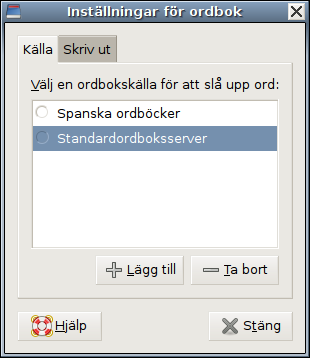 Inställningar för ordbok
Källa Skriv ut
Välj en ordbokskälla för att slå upp ord:
Spanska ordböcker
Standardordboksserver
Lägg till Ta bort
Hjälp Stäng